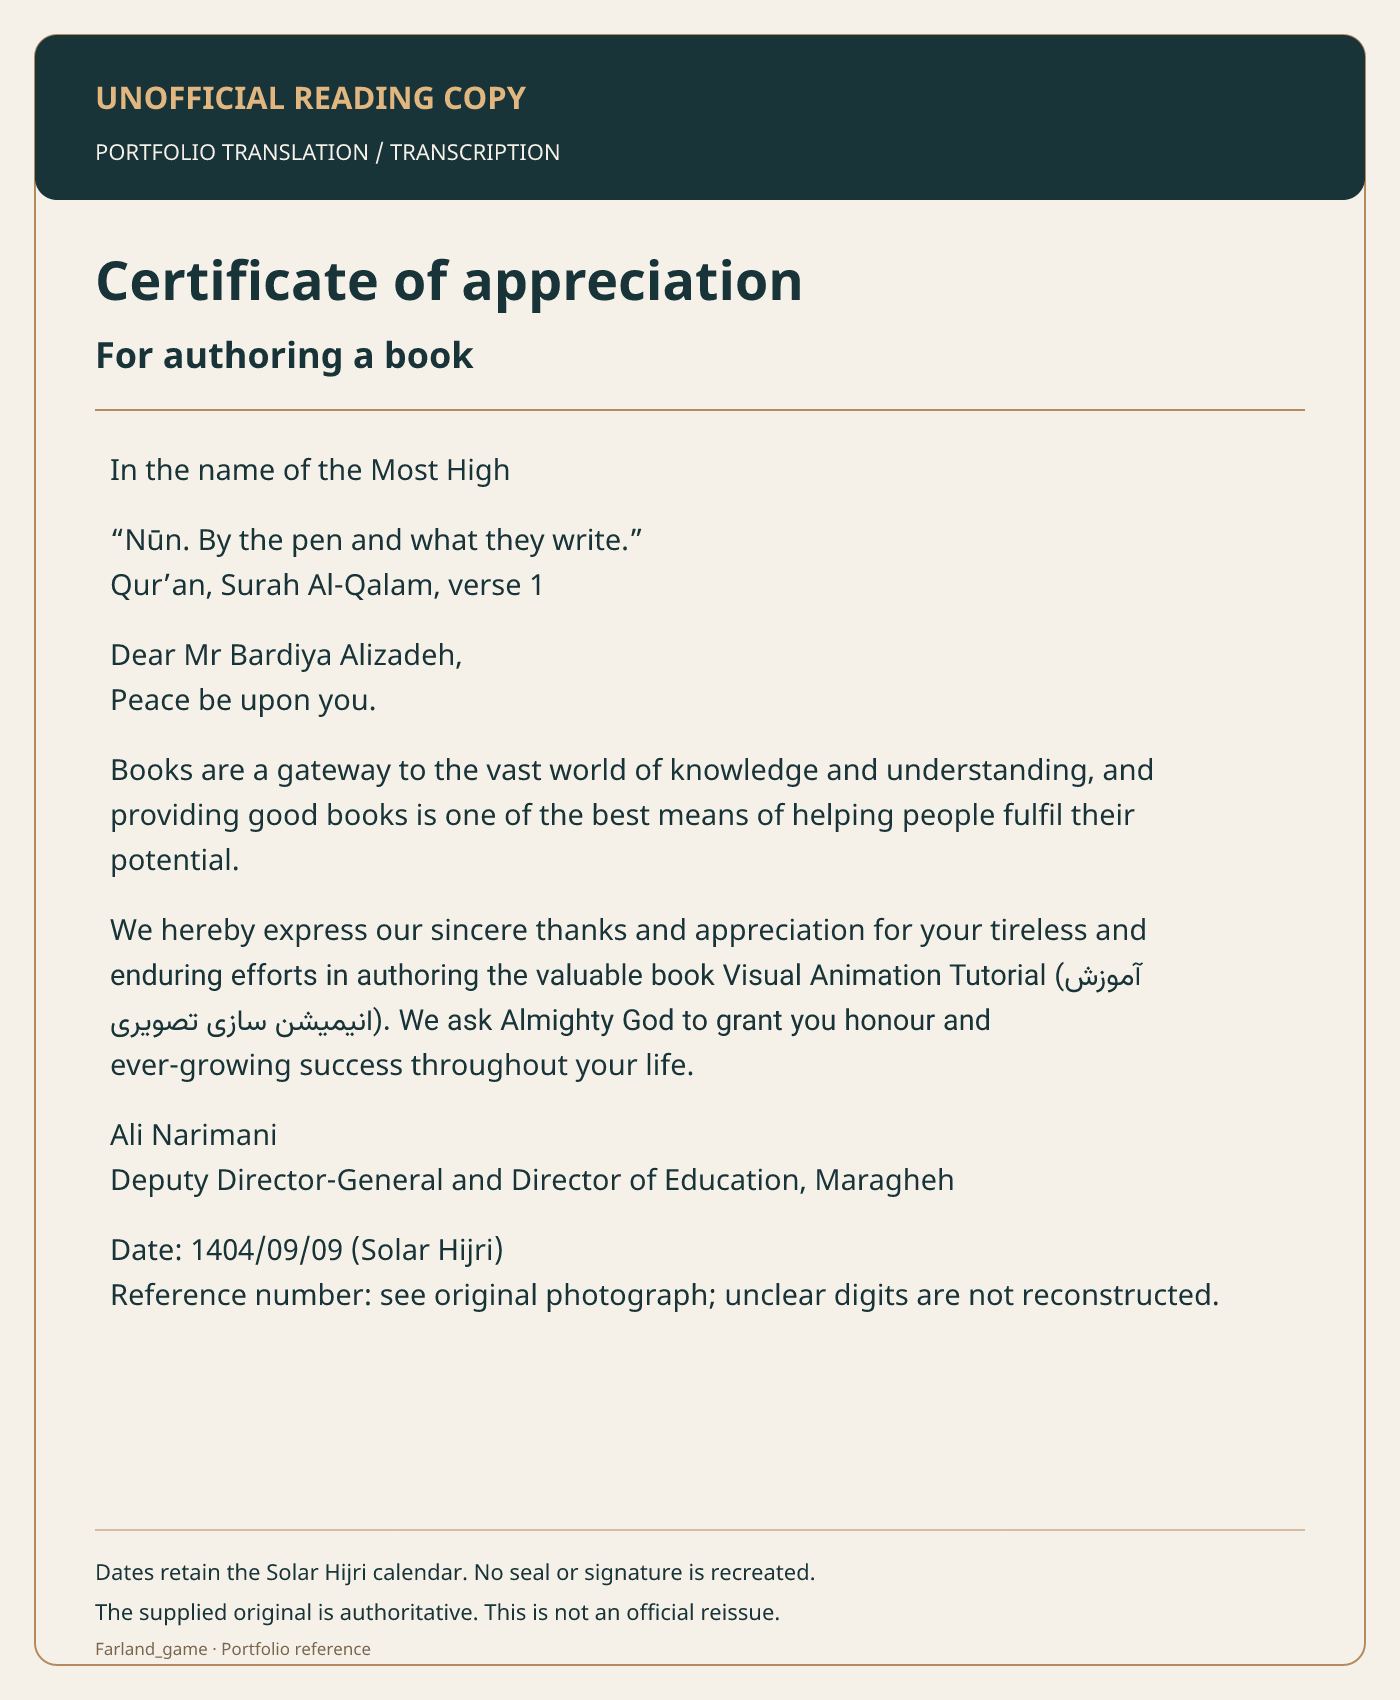 UNOFFICIAL READING COPY
PORTFOLIO TRANSLATION / TRANSCRIPTION
Certificate of appreciation
For authoring a book
In the name of the Most High
“Nūn. By the pen and what they write.”
Qur’an, Surah Al-Qalam, verse 1
Dear Mr Bardiya Alizadeh,
Peace be upon you.
Books are a gateway to the vast world of knowledge and understanding, and
providing good books is one of the best means of helping people fulfil their
potential.
We hereby express our sincere thanks and appreciation for your tireless and
enduring efforts in authoring the valuable book Visual Animation Tutorial (آموزش
انیمیشن سازی تصویری). We ask Almighty God to grant you honour and
ever-growing success throughout your life.
Ali Narimani
Deputy Director-General and Director of Education, Maragheh
Date: 1404/09/09 (Solar Hijri)
Reference number: see original photograph; unclear digits are not reconstructed.
Dates retain the Solar Hijri calendar. No seal or signature is recreated.
The supplied original is authoritative. This is not an official reissue.
Farland_game · Portfolio reference